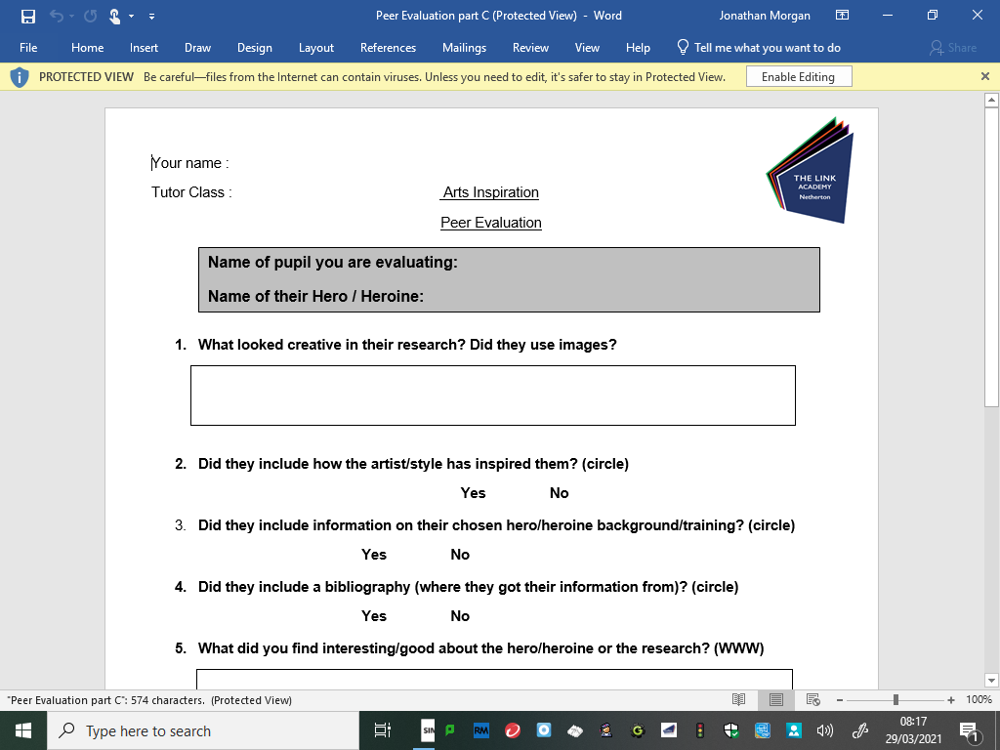 Peer Evaluation part C (Protected View) - Word
Jonathan Morgan
File Home Insert Draw Design Layout References Mailings Review View Help Tell me what you want to do Share
PROTECTED VIEW Be careful—files from the Internet can contain viruses. Unless you need to edit, it's safer to stay in Protected View. Enable Editing
Your name :
Tutor Class :
Arts Inspiration
Peer Evaluation
THE LINK
ACADEMY
Netherton
Name of pupil you are evaluating:
Name of their Hero / Heroine:
1. What looked creative in their research? Did they use images?
2. Did they include how the artist/style has inspired them? (circle)
Yes No
3. Did they include information on their chosen hero/heroine background/training? (circle)
Yes No
4. Did they include a bibliography (where they got their information from)? (circle)
Yes No
5. What did you find interesting/good about the hero/heroine or the research? (WWW)
"Peer Evaluation part C": 574 characters. (Protected View)
100%
Type here to search
SIN
RM
08:17
29/03/2021
1